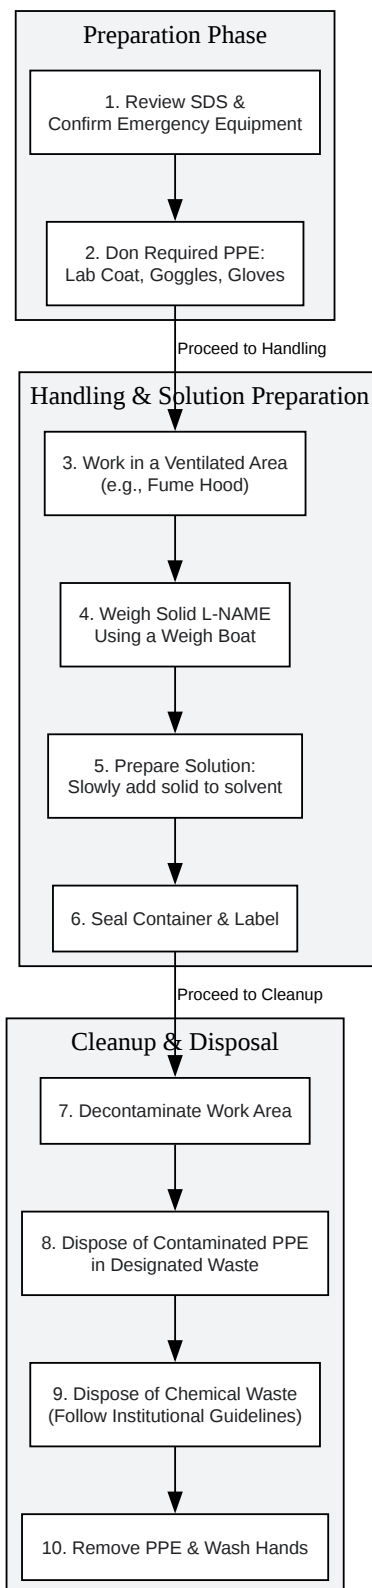 Preparation Phase
1. Review SDS &
Confirm Emergency Equipment
2. Don Required PPE:
Lab Coat, Goggles, Gloves
Proceed to Handling
Handling & Solution Preparation
3. Work in a Ventilated Area
(e.g., Fume Hood)
4. Weigh Solid L-NAME
Using a Weigh Boat
5. Prepare Solution:
Slowly add solid to solvent
6. Seal Container & Label
Proceed to Cleanup
Cleanup & Disposal
7. Decontaminate Work Area
8. Dispose of Contaminated PPE
in Designated Waste
9. Dispose of Chemical Waste
(Follow Institutional Guidelines)
10. Remove PPE & Wash Hands